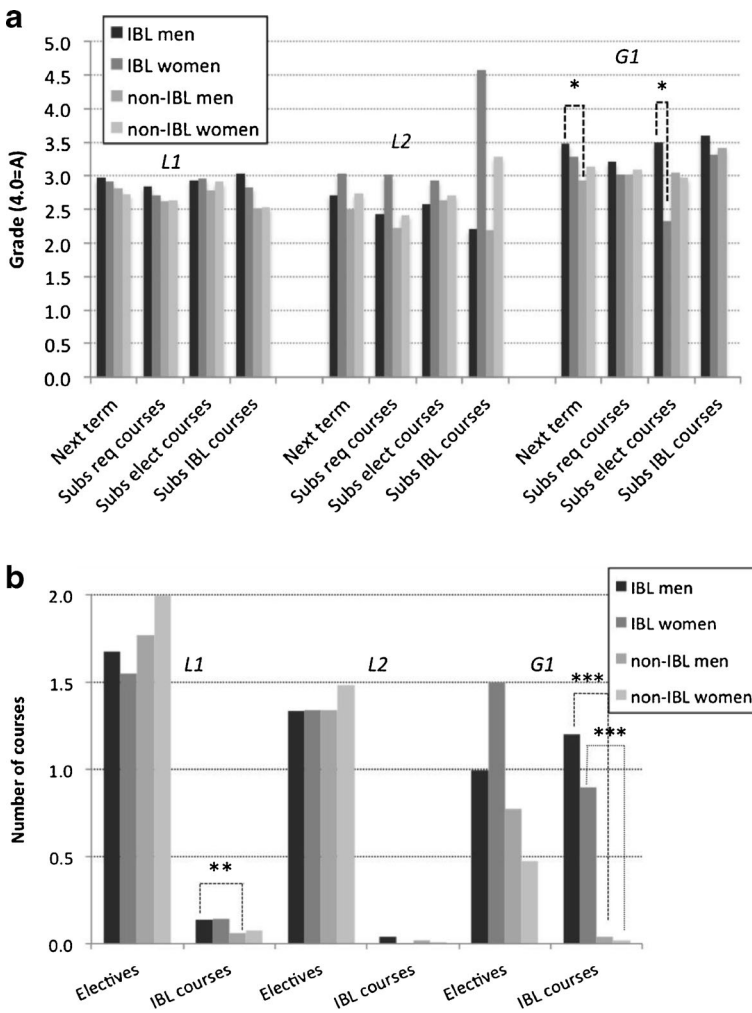 a
IBL men
IBL women
non-IBL men
non-IBL women
Grade (4.0=A)
5.0
4.5
4.0
3.5
3.0
2.5
2.0
1.5
1.0
0.5
0.0
L1
L2
G1
*
*
Next term
Subs req courses
Subs elect courses
Subs IBL courses
Next term
Subs req courses
Subs elect courses
Subs IBL courses
Next term
Subs req courses
Subs elect courses
Subs IBL courses
b
IBL men
IBL women
non-IBL men
non-IBL women
Number of courses
2.0
1.5
1.0
0.5
0.0
L1
L2
G1
**
***
***
Electives
IBL courses
Electives
IBL courses
Electives
IBL courses